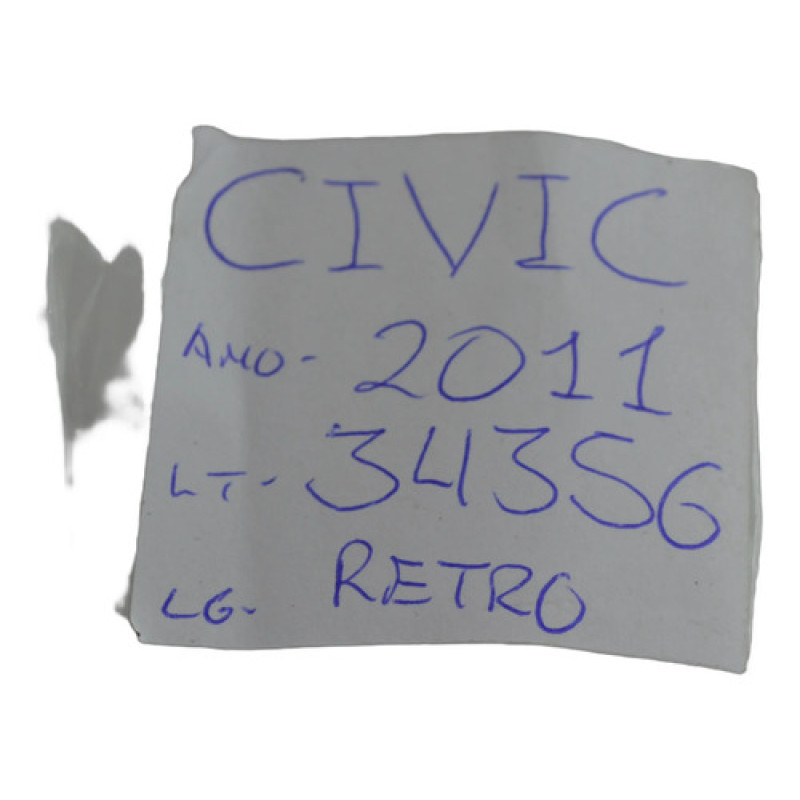 CIVIC
ANO- 2011
LT- 34356
LG- RETRO